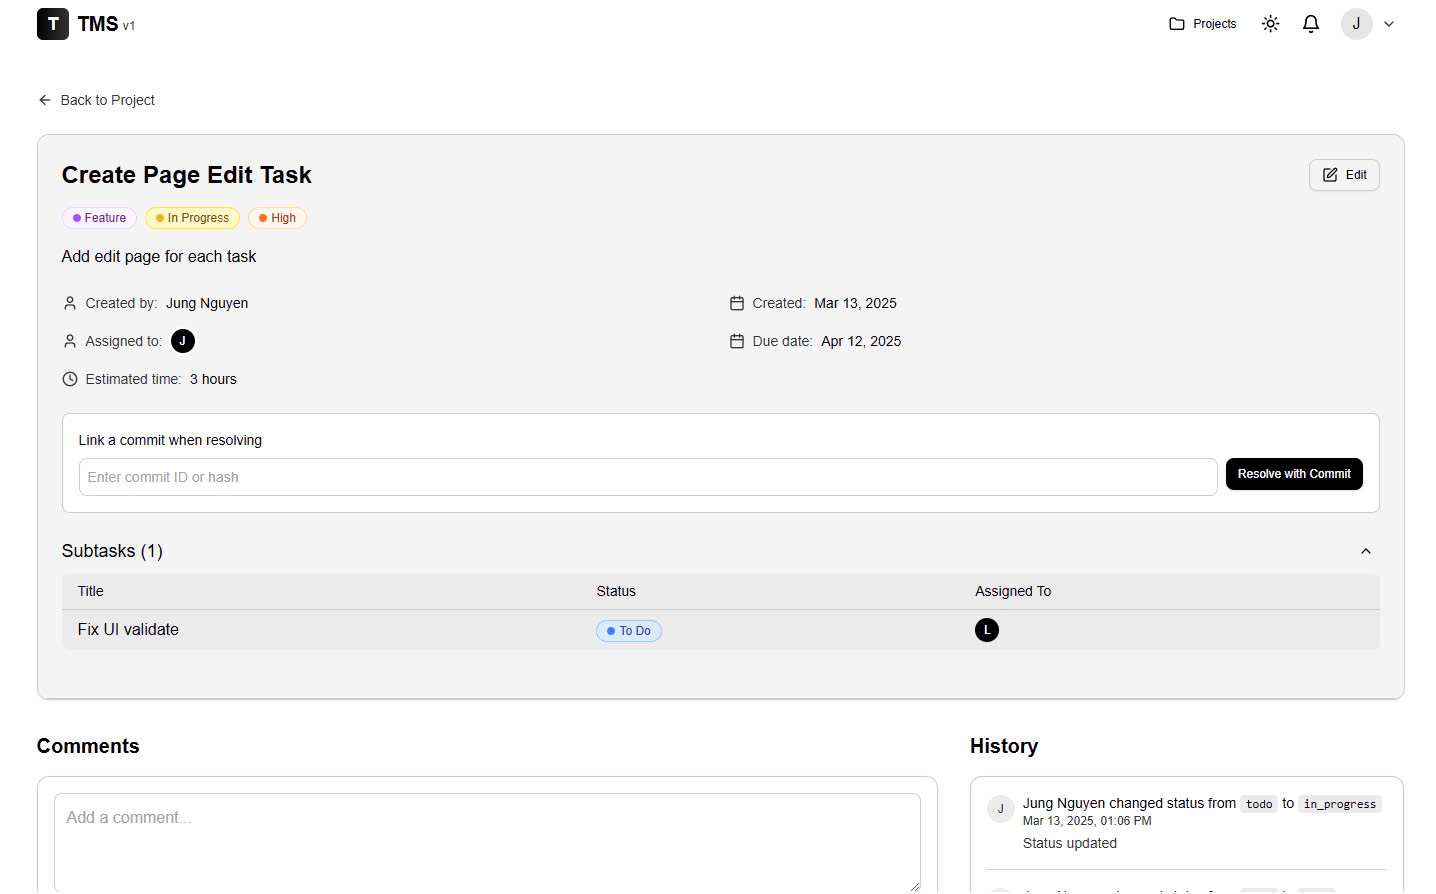 T TMS v1
Projects
J
Back to Project
Create Page Edit Task
Edit
Feature In Progress High
Add edit page for each task
Created by: Jung Nguyen
Created: Mar 13, 2025
Assigned to: J
Due date: Apr 12, 2025
Estimated time: 3 hours
Link a commit when resolving
Enter commit ID or hash
Resolve with Commit
Subtasks (1)
Title Status Assigned To
Fix UI validate To Do L
Comments
Add a comment...
History
J
Jung Nguyen changed status from todo to in_progress
Mar 13, 2025, 01:06 PM
Status updated